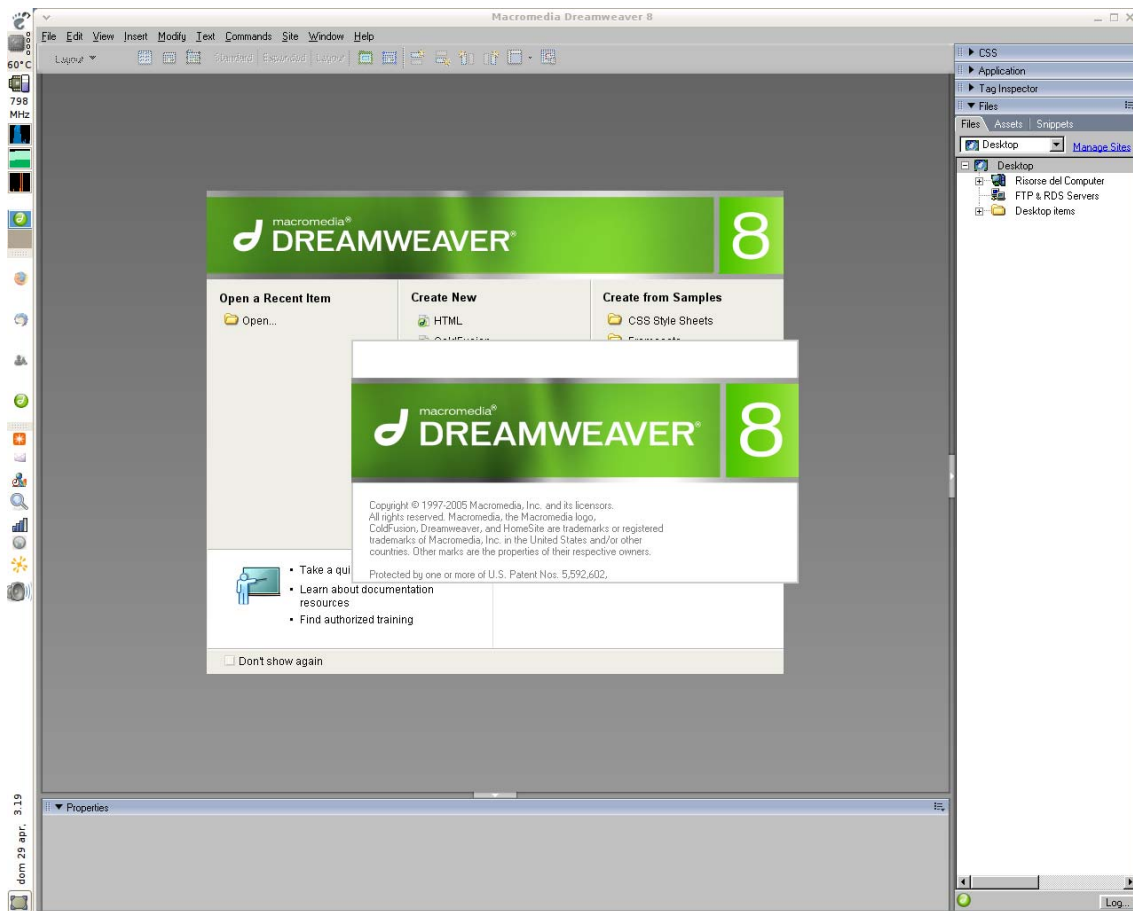 Macromedia Dreamweaver 8
File Edit View Insert Modify Text Commands Site Window Help
Layout
Standard Expanded Layout
60°C
798
MHz
dom 29 apr. 3.19
CSS
Application
Tag Inspector
Files
Files Assets Snippets
Desktop Manage Sites
Desktop
Risorse del Computer
FTP & RDS Servers
Desktop items
macromedia®
DREAMWEAVER® 8
Open a Recent Item
Open...
Create New
HTML
ColdFusion
Create from Samples
CSS Style Sheets
Framesets
macromedia®
DREAMWEAVER® 8
Copyright © 1997-2005 Macromedia, Inc. and its licensors.
All rights reserved. Macromedia, the Macromedia logo,
ColdFusion, Dreamweaver, and HomeSite are trademarks or registered
trademarks of Macromedia, Inc. in the United States and/or other
countries. Other marks are the properties of their respective owners.
Protected by one or more of U.S. Patent Nos. 5,592,602,
• Take a qui
• Learn about documentation
resources
• Find authorized training
Don't show again
Properties
Log...